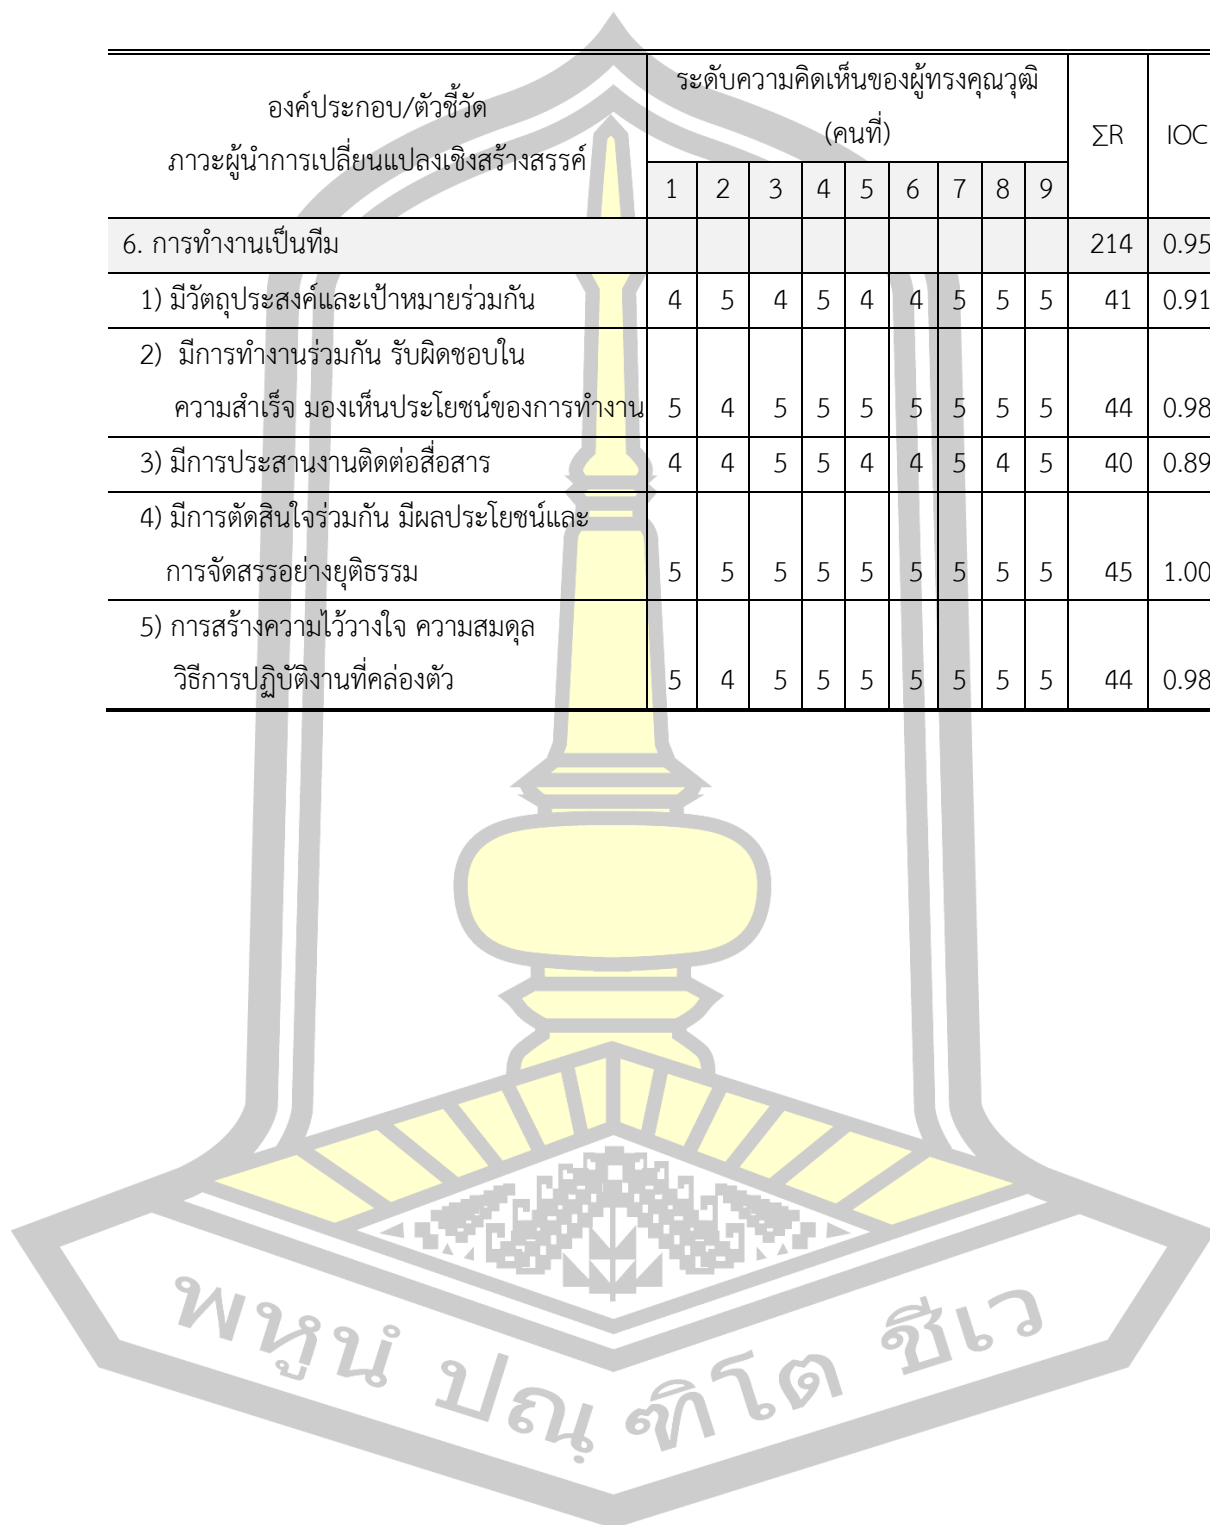 องค์ประกอบ/ตัวชี้วัด
ภาวะผู้นำการเปลี่ยนแปลงเชิงสร้างสรรค์
ระดับความคิดเห็นของผู้ทรงคุณวุฒิ
(คนที่)
ΣR IOC
1 2 3 4 5 6 7 8 9
6. การทำงานเป็นทีม 214 0.95
1) มีวัตถุประสงค์และเป้าหมายร่วมกัน 4 5 4 5 4 4 5 5 5 41 0.91
2) มีการทำงานร่วมกัน รับผิดชอบใน
ความสำเร็จ มองเห็นประโยชน์ของการทำงาน 5 4 5 5 5 5 5 5 5 44 0.98
3) มีการประสานงานติดต่อสื่อสาร 4 4 5 5 4 4 5 4 5 40 0.89
4) มีการตัดสินใจร่วมกัน มีผลประโยชน์และ
การจัดสรรอย่างยุติธรรม 5 5 5 5 5 5 5 5 5 45 1.00
5) การสร้างความไว้วางใจ ความสมดุล
วิธีการปฏิบัติงานที่คล่องตัว 5 4 5 5 5 5 5 5 5 44 0.98
พหูนํ ปณฺฑิโต ชีเว